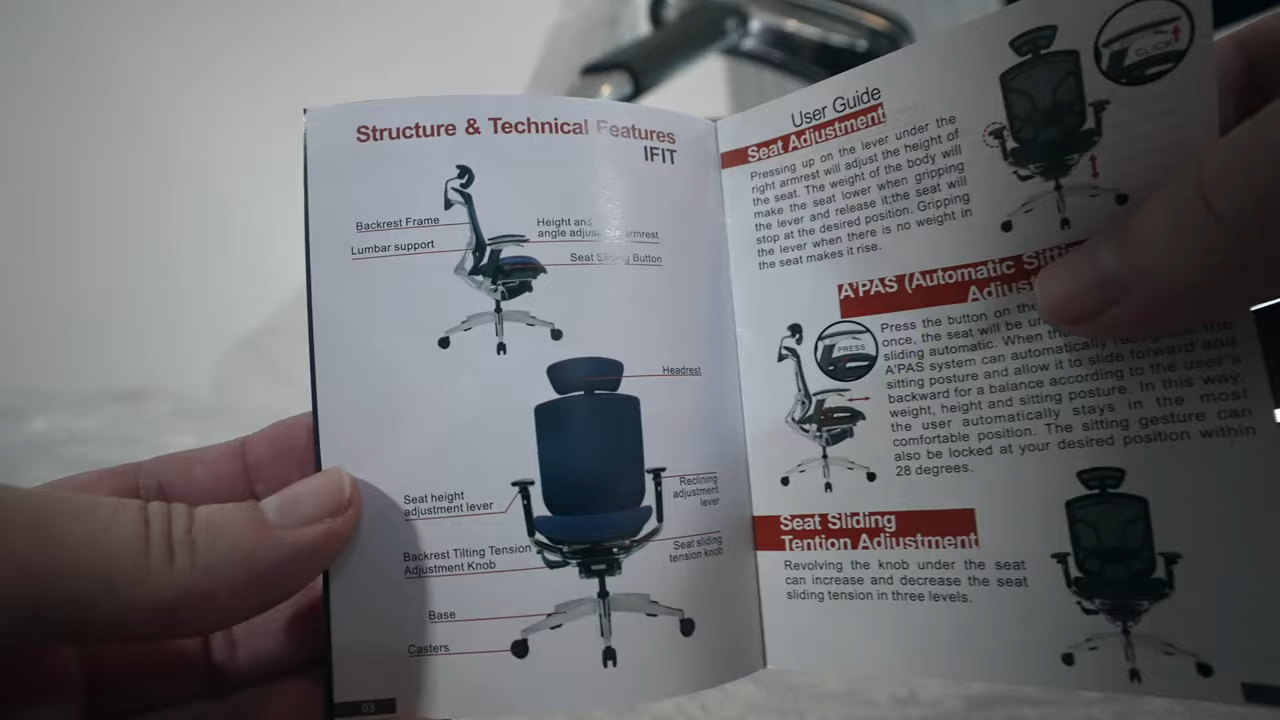 Structure & Technical Features
IFIT
Backrest Frame
Lumbar support
Height and
angle adjustable armrest
Seat Sliding Button
Headrest
Seat height
adjustment lever
Reclining
adjustment
lever
Backrest Tilting Tension
Adjustment Knob
Seat sliding
tension knob
Base
Casters
03
User Guide
Seat Adjustment
Pressing up on the lever under the
right armrest will adjust the height of
the seat. The weight of the body will
make the seat lower when gripping
the lever and release it;the seat will
stop at the desired position. Gripping
the lever when there is no weight in
the seat makes it rise.
CLICK
A'PAS (Automatic Sitting
Adjust
PRESS
Press the button on the
once, the seat will be
sliding automatic. When
A'PAS system can automatically the
sitting posture and allow it to slide forward and
backward for a balance according to the user's
weight, height and sitting posture. In this way,
the user automatically stays in the most
comfortable position. The sitting gesture can
also be locked at your desired position within
28 degrees.
Seat Sliding
Tention Adjustment
Revolving the knob under the seat
can increase and decrease the seat
sliding tension in three levels.